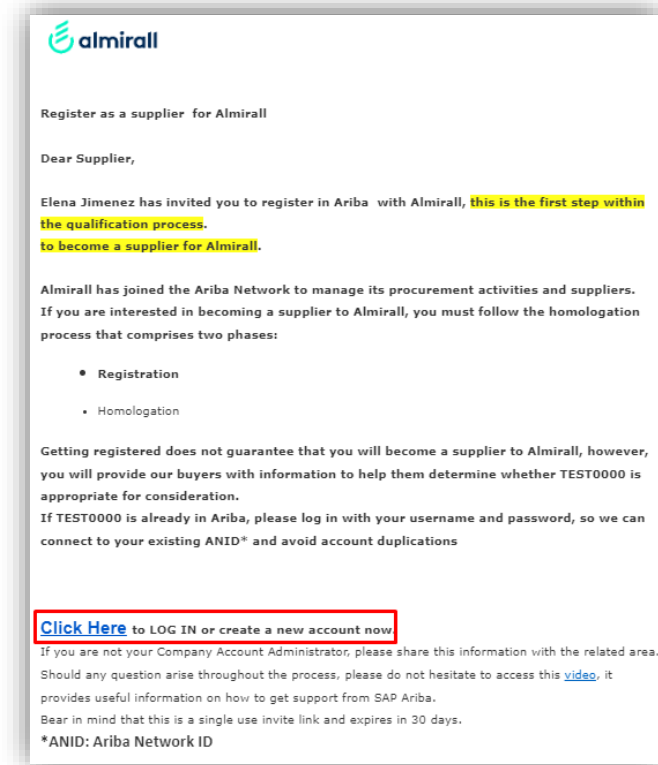 almirall
Register as a supplier for Almirall
Dear Supplier,
Elena Jimenez has invited you to register in Ariba with Almirall, this is the first step within
the qualification process.
to become a supplier for Almirall.
Almirall has joined the Ariba Network to manage its procurement activities and suppliers.
If you are interested in becoming a supplier to Almirall, you must follow the homologation
process that comprises two phases:
• Registration
• Homologation
Getting registered does not guarantee that you will become a supplier to Almirall, however,
you will provide our buyers with information to help them determine whether TEST0000 is
appropriate for consideration.
If TEST0000 is already in Ariba, please log in with your username and password, so we can
connect to your existing ANID* and avoid account duplications
Click Here to LOG IN or create a new account now.
If you are not your Company Account Administrator, please share this information with the related area.
Should any question arise throughout the process, please do not hesitate to access this video, it
provides useful information on how to get support from SAP Ariba.
Bear in mind that this is a single use invite link and expires in 30 days.
*ANID: Ariba Network ID